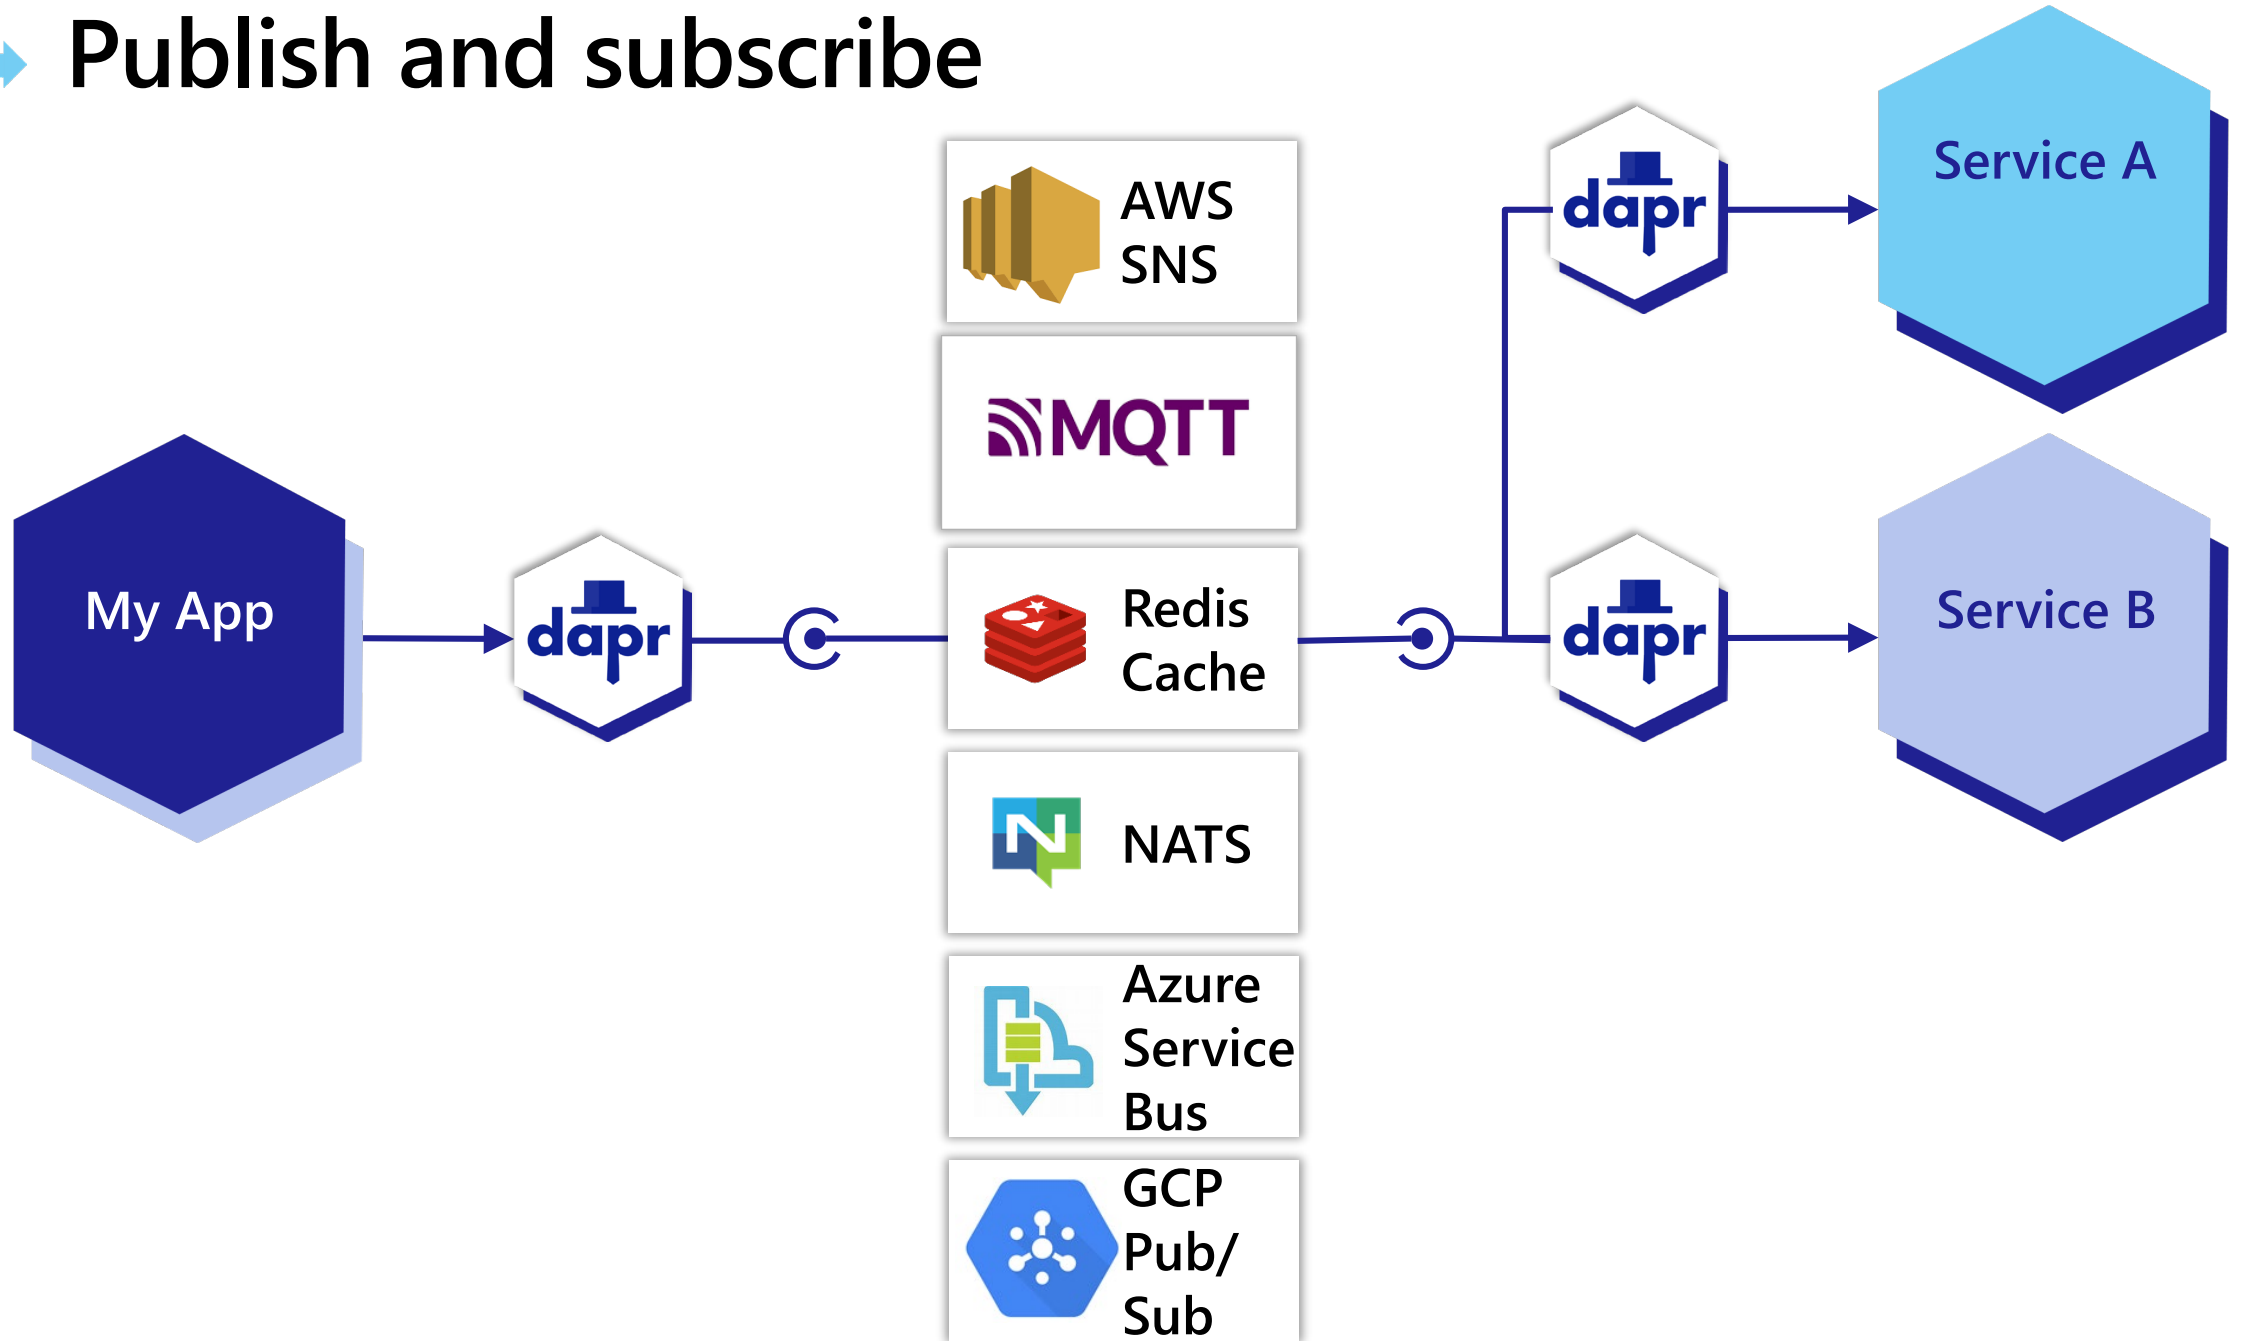 Publish and subscribe
AWS
SNS
MQTT
My App
dapr
Redis
Cache
dapr
Service A
dapr
Service B
NATS
Azure
Service
Bus
GCP
Pub/
Sub